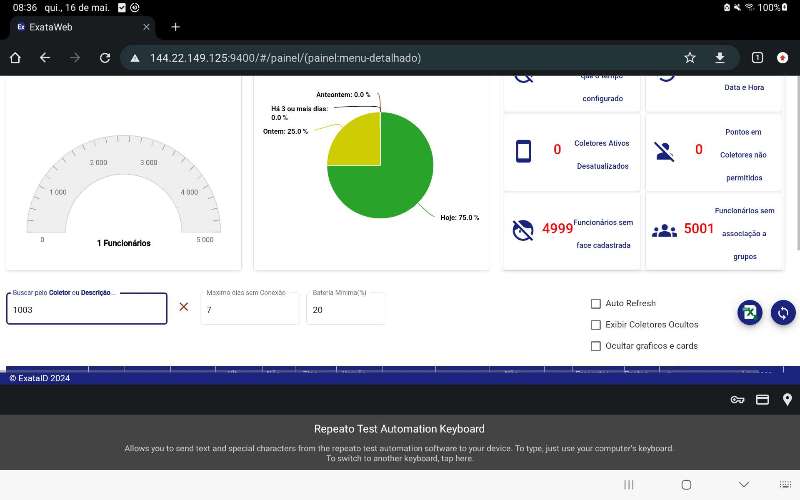 08:36 qui., 16 de mai.
100%
Ex ExataWeb
144.22.149.125:9400/#/painel/(painel:menu-detalhado)
1
0
1 000
2 000
3 000
4 000
5 000
1 Funcionários
Anteontem: 0.0 %
Há 3 ou mais dias:
0.0 %
Ontem: 25.0 %
Hoje: 75.0 %
que o tempo
configurado
Data e Hora
0
Coletores Ativos
Desatualizados
0
Pontos em
Coletores não
permitidos
4999
Funcionários sem
face cadastrada
5001
Funcionários sem
associação a
grupos
Buscar pelo Coletor ou Descrição...
1003
Maximo dias sem Conexão
7
Bateria Mínima(%)
20
Auto Refresh
Exibir Coletores Ocultos
Ocultar graficos e cards
© ExataID 2024
Repeato Test Automation Keyboard
Allows you to send text and special characters from the repeato test automation software to your device. To type, just use your computer's keyboard.
To switch to another keyboard, tap here.